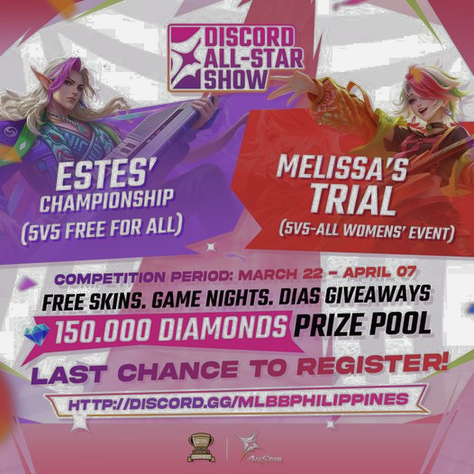 DISCORD
ALL-STAR
SHOW
ESTES'
CHAMPIONSHIP
(5V5 FREE FOR ALL)
MELISSA'S
TRIAL
(5V5-ALL WOMENS' EVENT)
COMPETITION PERIOD: MARCH 22 - APRIL 07
FREE SKINS. GAME NIGHTS. DIAS GIVEAWAYS
150.000 DIAMONDS PRIZE POOL
LAST CHANCE TO REGISTER!
HTTP://DISCORD.GG/MLBBPHILIPPINES
ALLSTAR